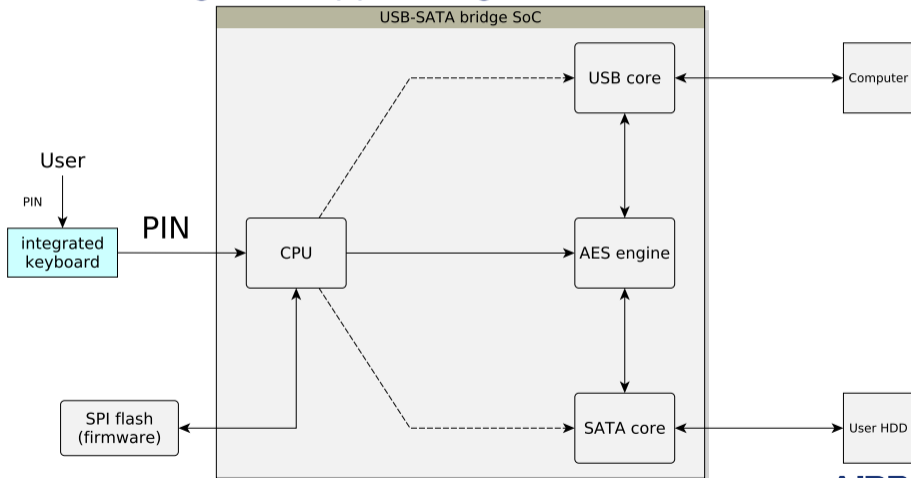 USB-SATA bridge SoC
USB core
Computer
User
PIN
integrated
keyboard
PIN
CPU
AES engine
SPI flash
(firmware)
SATA core
User HDD